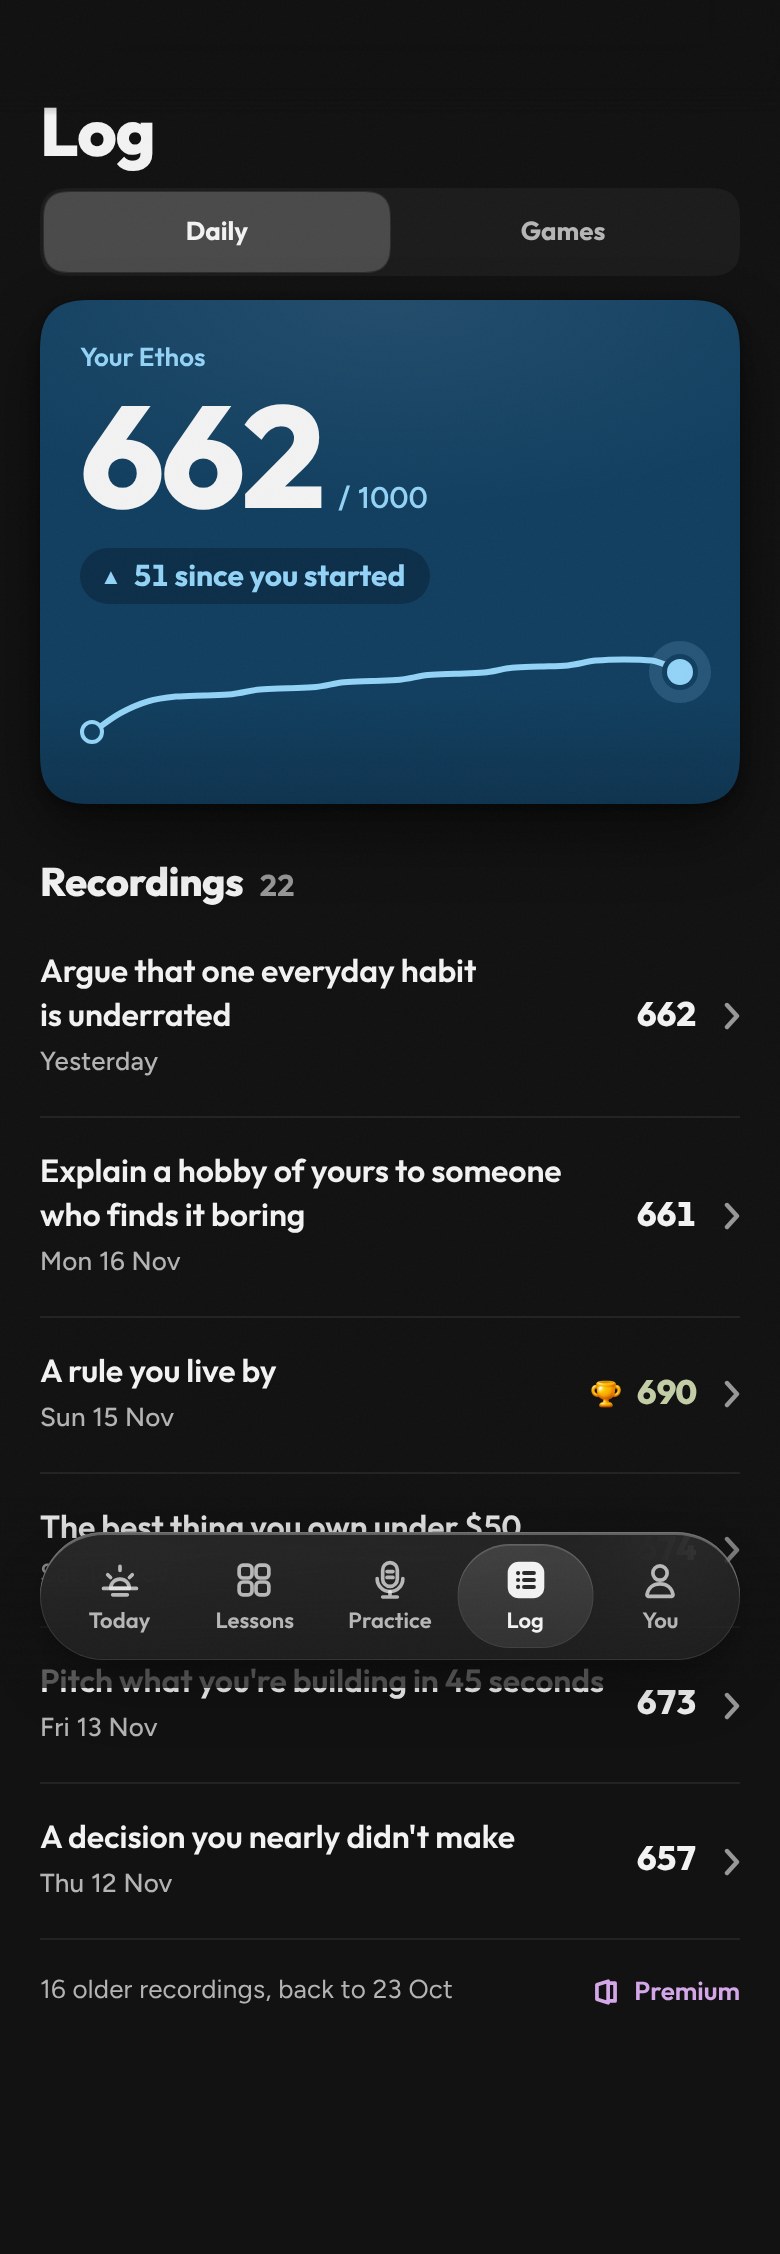 Log
Daily
Games
Your Ethos
662 / 1000
▲ 51 since you started
Recordings 22
Argue that one everyday habit
is underrated
662
Yesterday
Explain a hobby of yours to someone
who finds it boring
661
Mon 16 Nov
A rule you live by
🏆 690
Sun 15 Nov
The best thing you own under $50
Today
Lessons
Practice
Log
You
Pitch what you're building in 45 seconds
673
Fri 13 Nov
A decision you nearly didn't make
657
Thu 12 Nov
16 older recordings, back to 23 Oct
Premium